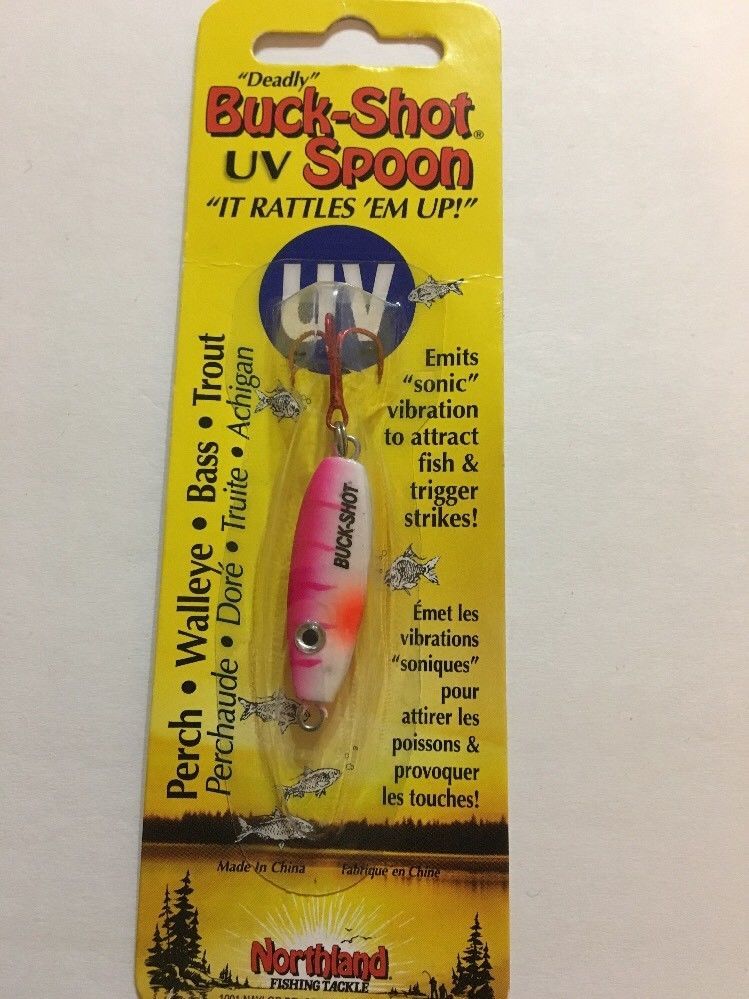 "Deadly"
Buck-Shot®
UV Spoon
"IT RATTLES 'EM UP!"
UV
Emits
"sonic"
vibration
to attract
fish &
trigger
strikes!
Émet les
vibrations
"soniques"
pour
attirer les
poissons &
provoquer
les touches!
Perch • Walleye • Bass • Trout
Perchaude • Doré • Truite • Achigan
BUCK-SHOT
Made In China
Fabriqué en Chine
Northland
FISHING TACKLE